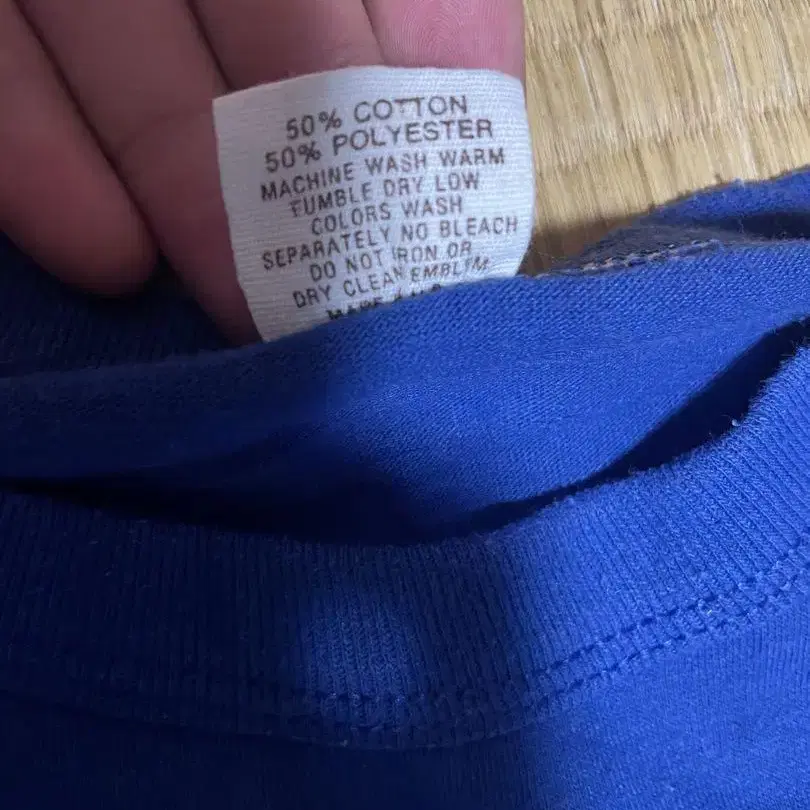 50% COTTON
50% POLYESTER
MACHINE WASH WARM
TUMBLE DRY LOW
COLORS WASH
SEPARATELY NO BLEACH
DO NOT IRON OR
DRY CLEAN EMBLEM
MADE